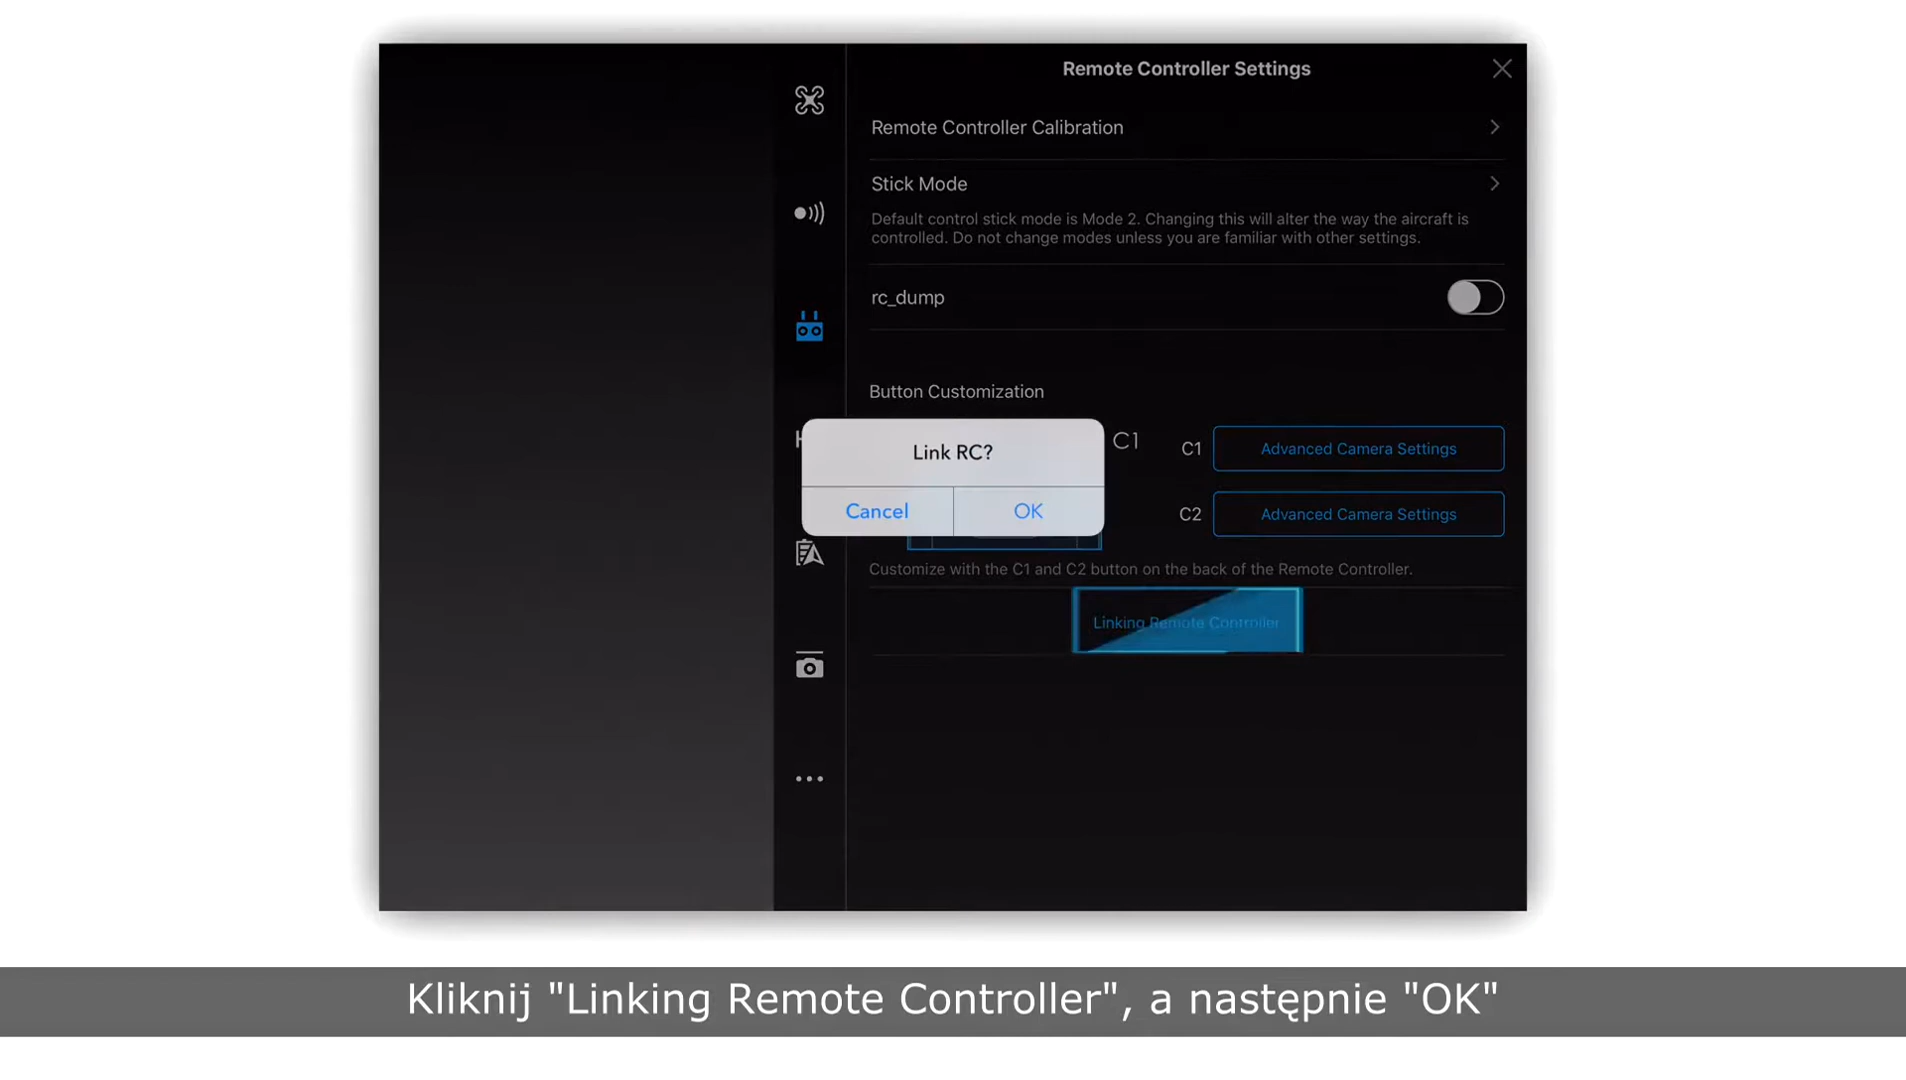 Remote Controller Settings
Remote Controller Calibration
Stick Mode
Default control stick mode is Mode 2. Changing this will alter the way the aircraft is
controlled. Do not change modes unless you are familiar with other settings.
rc_dump
Button Customization
C1
C1 Advanced Camera Settings
Link RC?
Cancel OK
C2 Advanced Camera Settings
Customize with the C1 and C2 button on the back of the Remote Controller.
Linking Remote Controller
Kliknij "Linking Remote Controller", a następnie "OK"